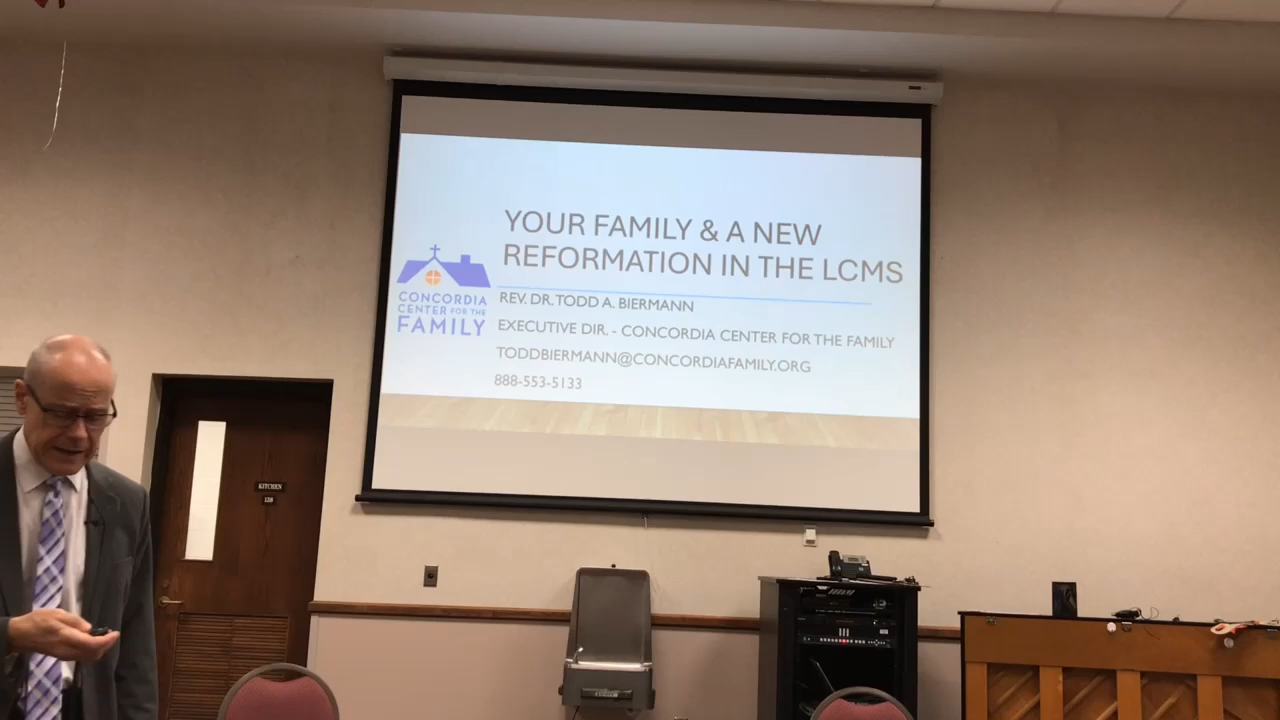 YOUR FAMILY & A NEW
REFORMATION IN THE LCMS
CONCORDIA
CENTER FOR THE
FAMILY
REV. DR. TODD A. BIERMANN
EXECUTIVE DIR. - CONCORDIA CENTER FOR THE FAMILY
TODDBIERMANN@CONCORDIAFAMILY.ORG
888-553-5133
KITCHEN
138